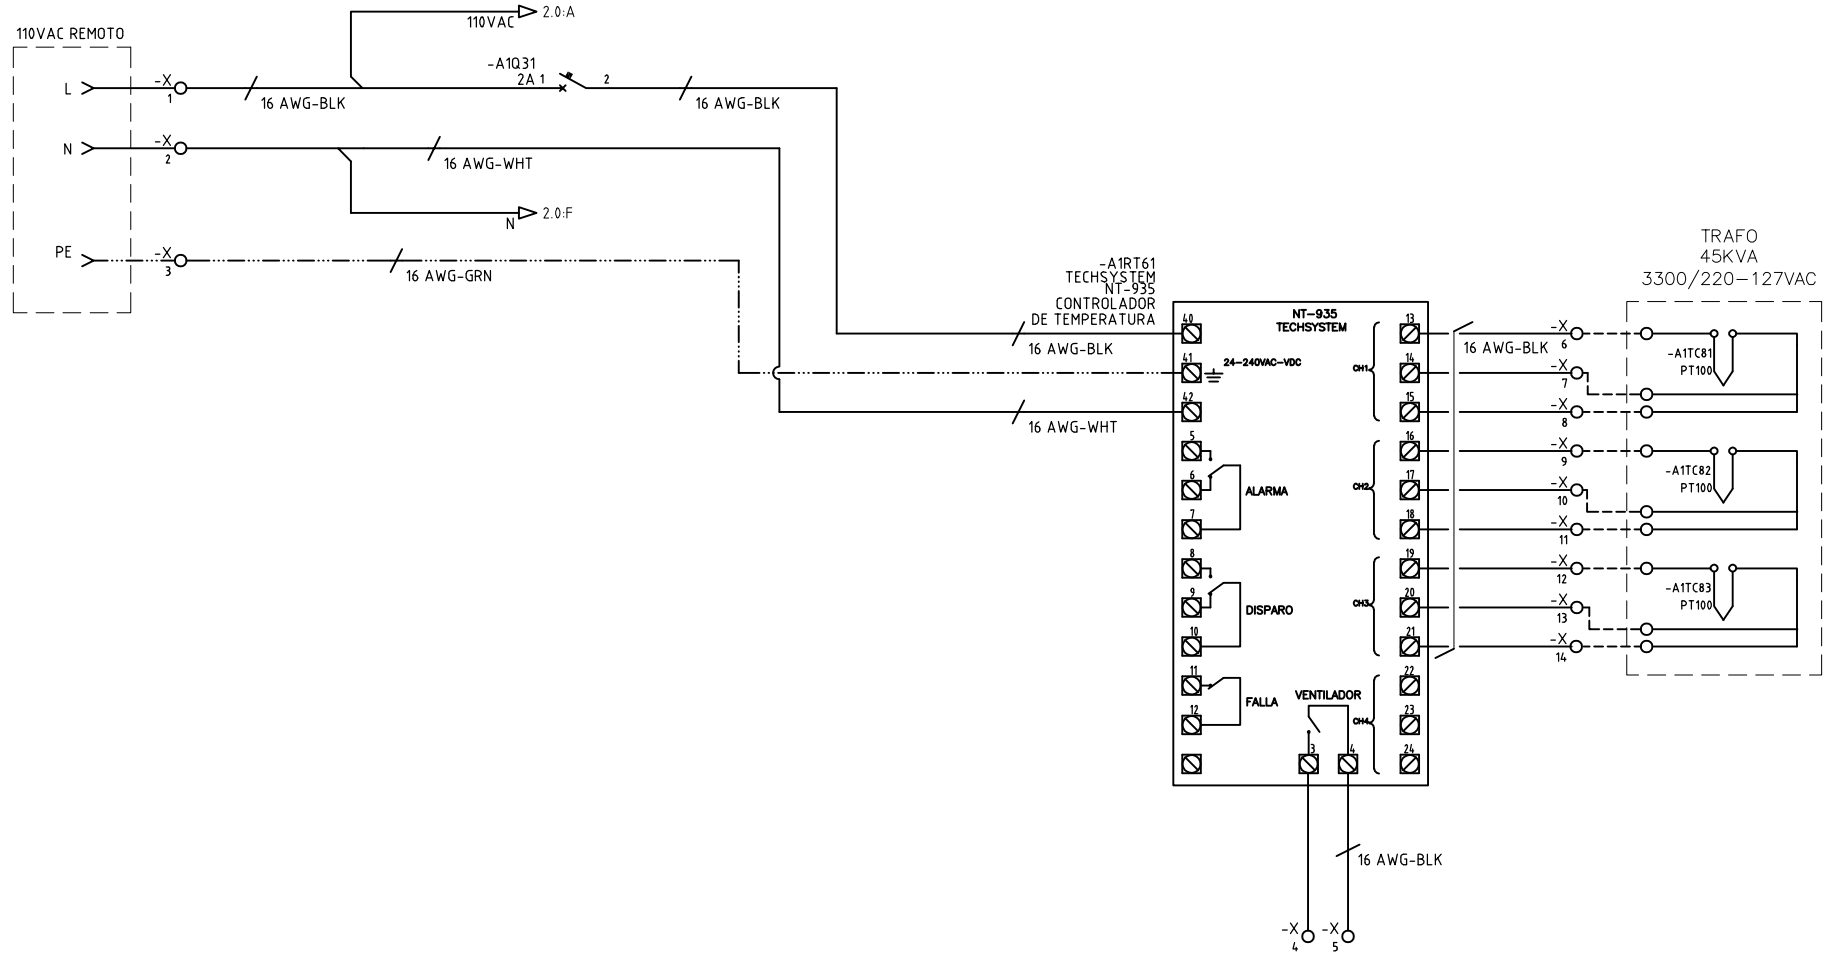 110VAC REMOTO
L
N
PE
-X
1
-X
2
-X
3
16 AWG-BLK
110VAC
2.0:A
-A1Q31
2A 1
2
16 AWG-BLK
16 AWG-WHT
N
2.0:F
16 AWG-GRN
-A1RT61
TECHSYSTEM
NT-935
CONTROLADOR
DE TEMPERATURA
16 AWG-BLK
16 AWG-WHT
NT-935
TECHSYSTEM
24-240VAC-VDC
40
41
42
5
6
7
ALARMA
8
9
10
DISPARO
11
12
FALLA
VENTILADOR
3
4
CH1
13
14
15
CH2
16
17
18
CH3
19
20
21
CH4
22
23
24
16 AWG-BLK
-X
4
-X
5
16 AWG-BLK
-X
6
-X
7
-X
8
-X
9
-X
10
-X
11
-X
12
-X
13
-X
14
TRAFO
45KVA
3300/220-127VAC
-A1TC81
PT100
-A1TC82
PT100
-A1TC83
PT100